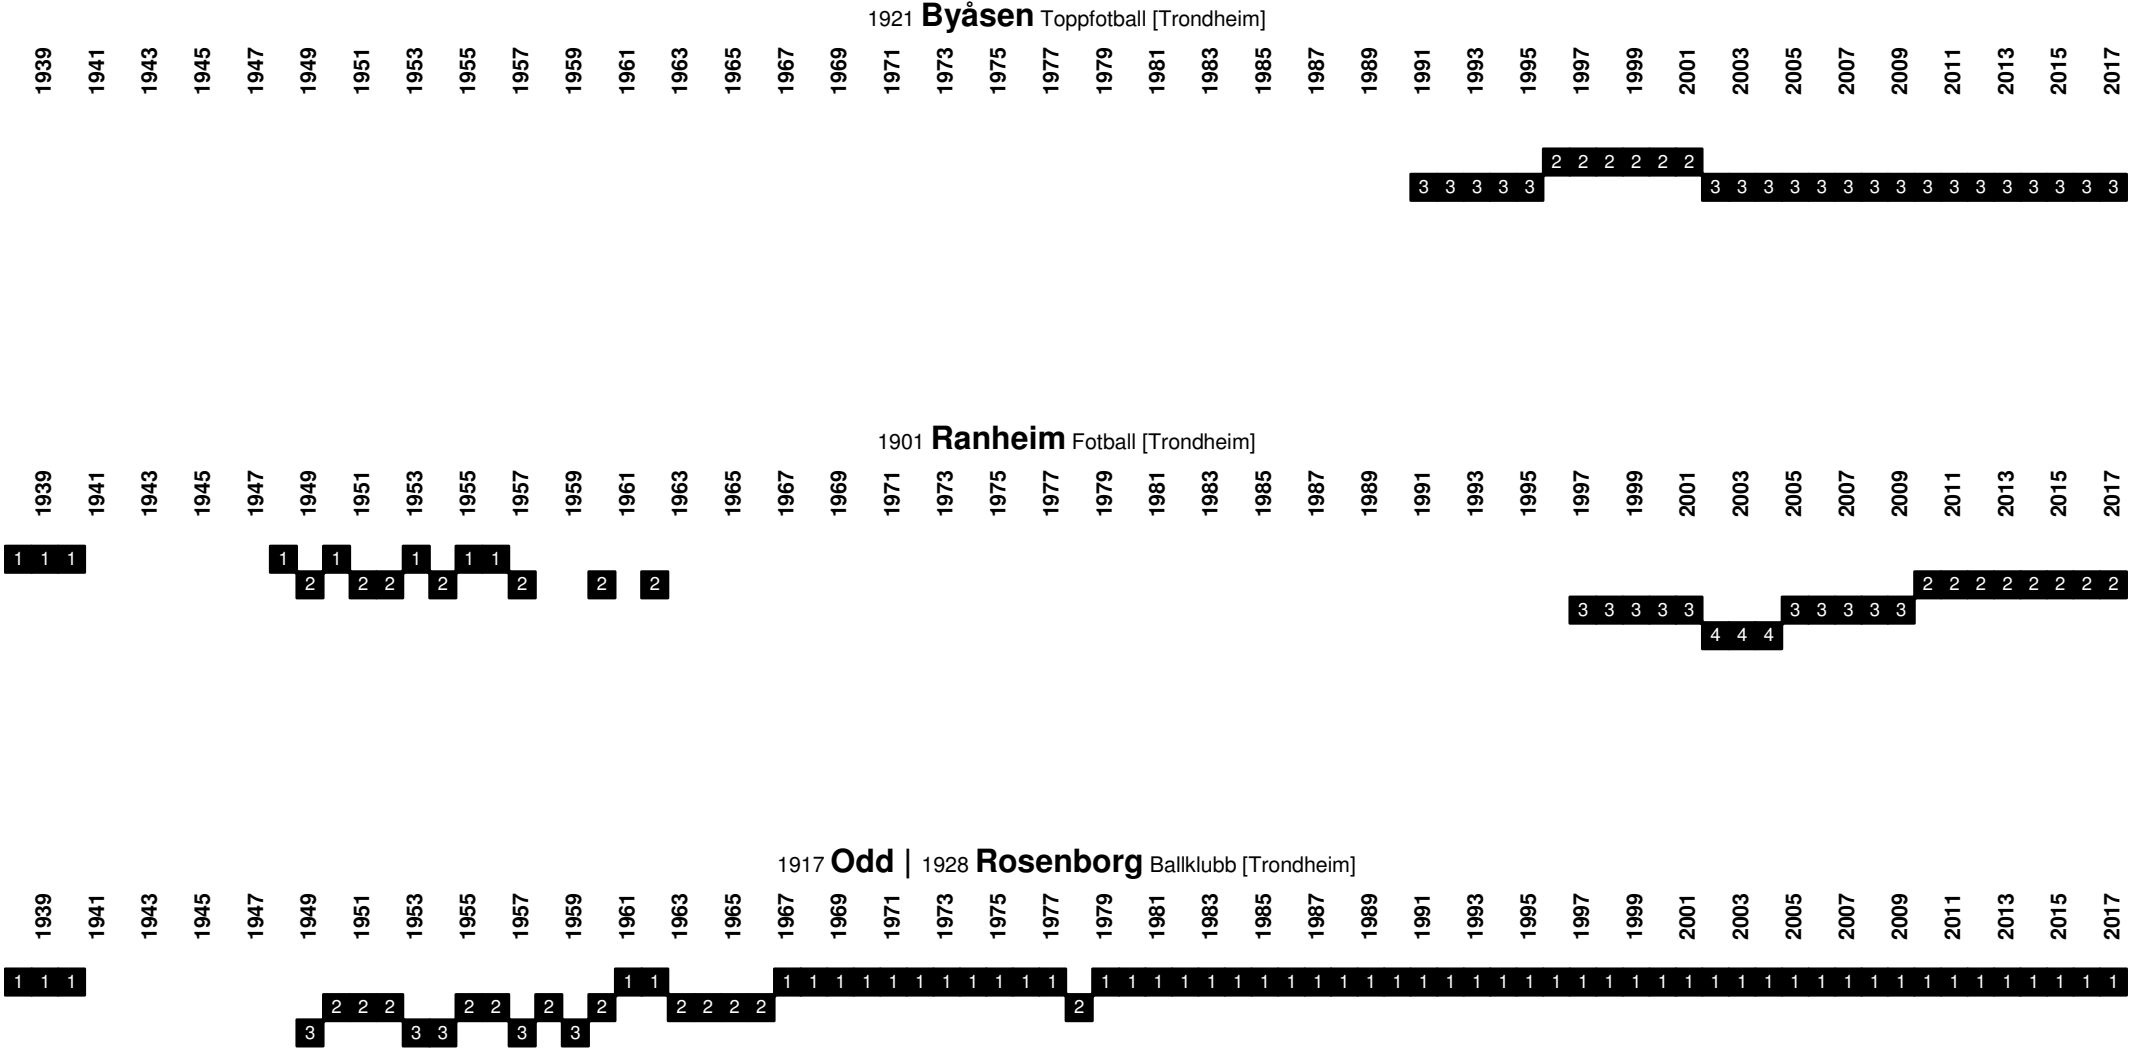 1921 Byåsen Toppfotball [Trondheim]
1939 1941 1943 1945 1947 1949 1951 1953 1955 1957 1959 1961 1963 1965 1967 1969 1971 1973 1975 1977 1979 1981 1983 1985 1987 1989 1991 1993 1995 1997 1999 2001 2003 2005 2007 2009 2011 2013 2015 2017
2 2 2 2 2 2
3 3 3 3 3 3 3 3 3 3 3 3 3 3 3 3 3 3 3 3 3
1901 Ranheim Fotball [Trondheim]
1939 1941 1943 1945 1947 1949 1951 1953 1955 1957 1959 1961 1963 1965 1967 1969 1971 1973 1975 1977 1979 1981 1983 1985 1987 1989 1991 1993 1995 1997 1999 2001 2003 2005 2007 2009 2011 2013 2015 2017
1 1 1 1 1 1 1 1
2 2 2 2 2 2 2 2 2 2 2 2 2 2 2
3 3 3 3 3 3 3 3 3 3
4 4 4
1917 Odd | 1928 Rosenborg Ballklubb [Trondheim]
1939 1941 1943 1945 1947 1949 1951 1953 1955 1957 1959 1961 1963 1965 1967 1969 1971 1973 1975 1977 1979 1981 1983 1985 1987 1989 1991 1993 1995 1997 1999 2001 2003 2005 2007 2009 2011 2013 2015 2017
1 1 1 1 1 1 1 1 1 1 1 1 1 1 1 1 1 1 1 1 1 1 1 1 1 1 1 1 1 1 1 1 1 1 1 1 1 1 1 1 1 1 1 1 1 1 1 1 1 1 1 1 1 1 1
2 2 2 2 2 2 2 2 2 2 2 2
3 3 3 3 3